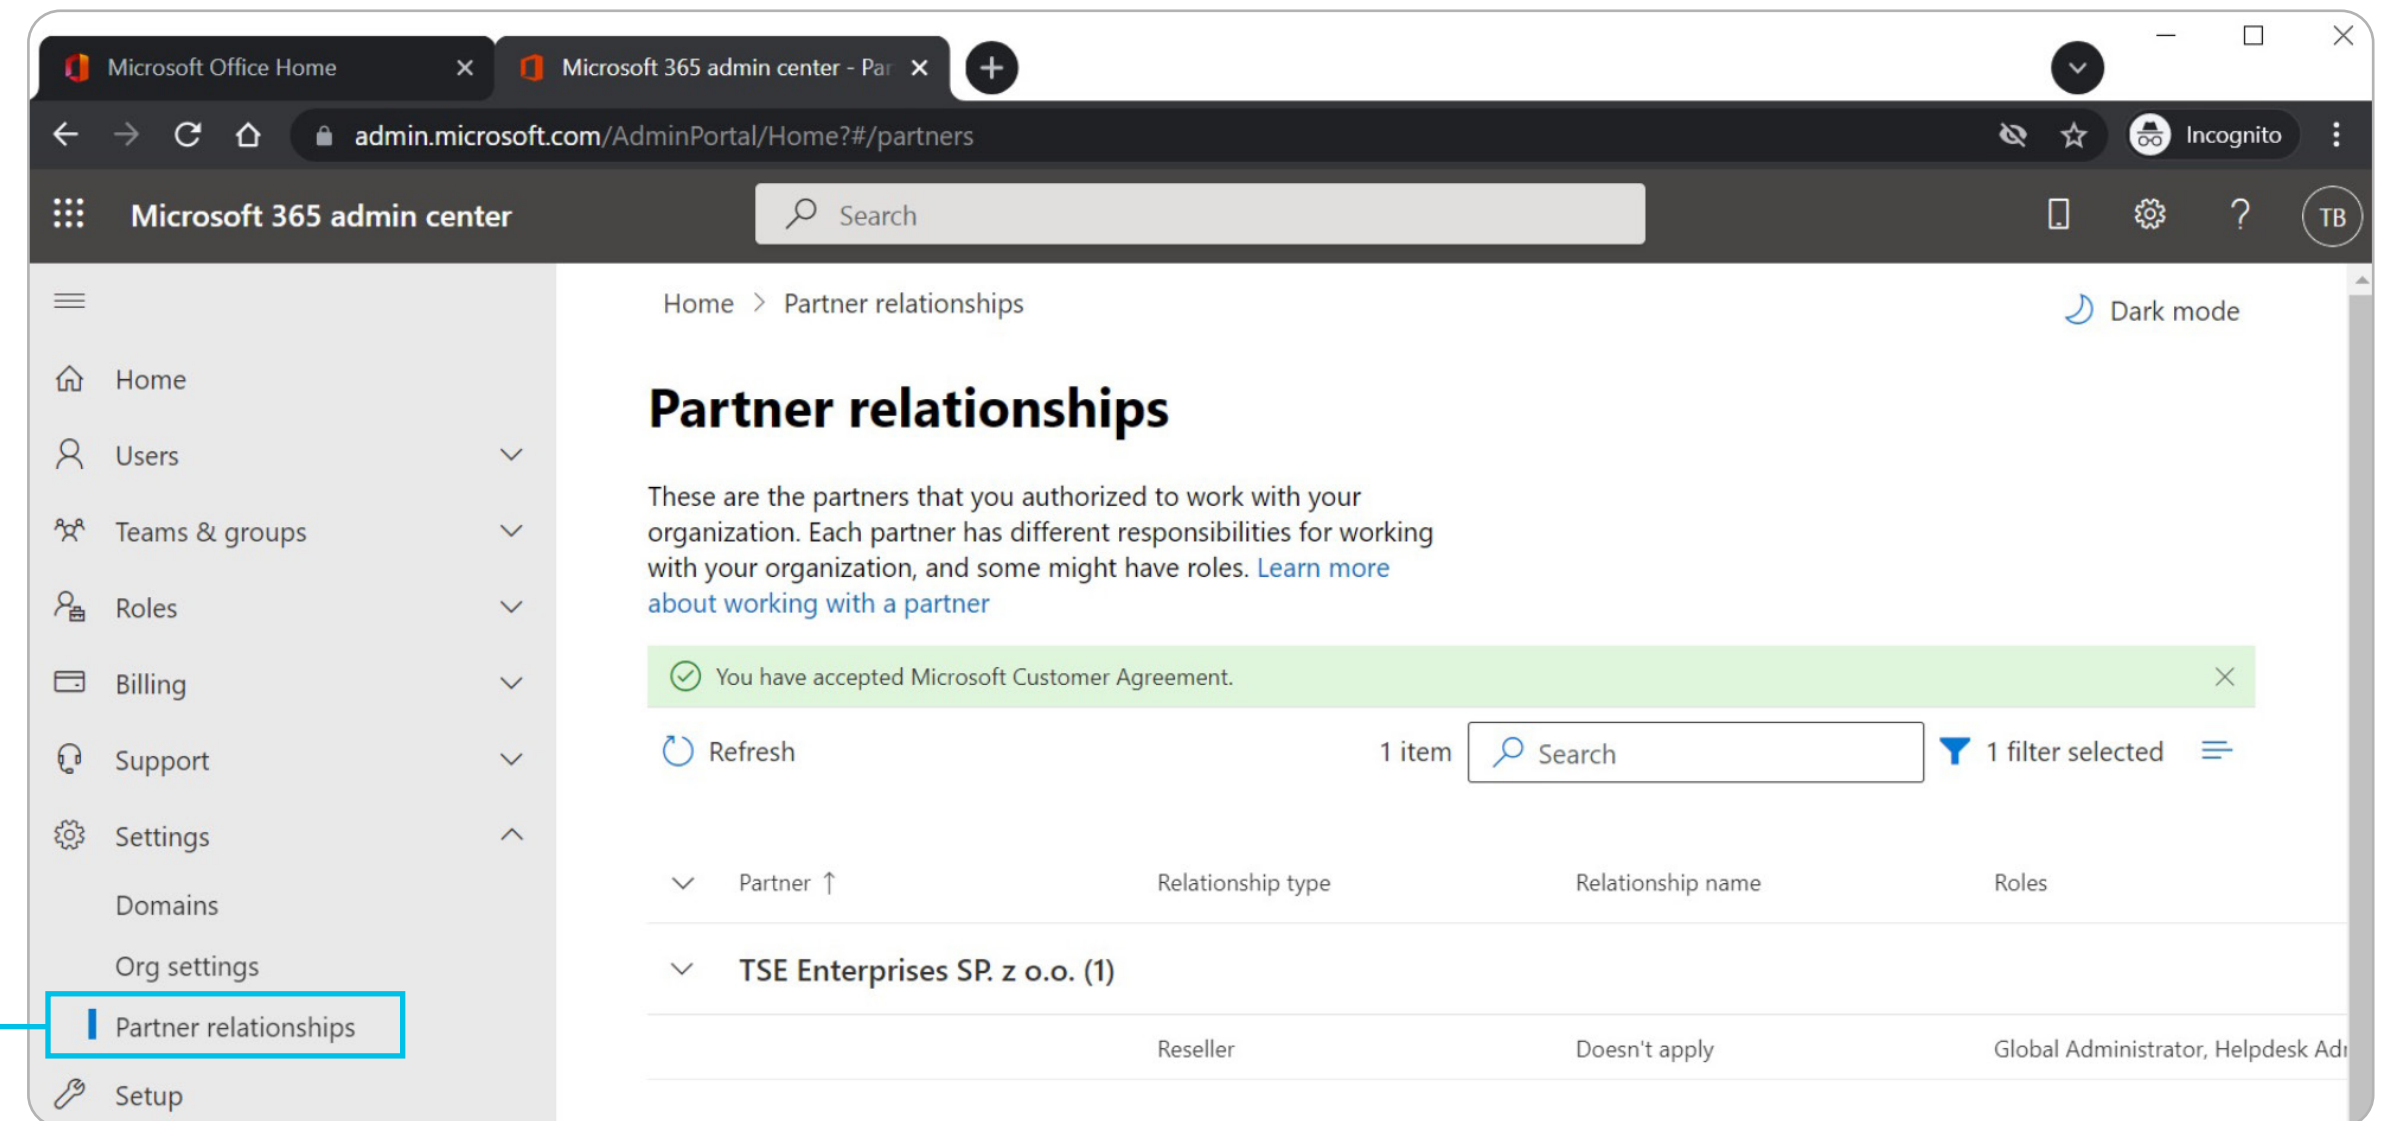 Microsoft Office Home
Microsoft 365 admin center - Par
admin.microsoft.com/AdminPortal/Home?#/partners
Incognito
Microsoft 365 admin center
Search
TB
Home > Partner relationships
Dark mode
Home
Users
Teams & groups
Roles
Billing
Support
Settings
Domains
Org settings
Partner relationships
Setup
Partner relationships
These are the partners that you authorized to work with your
organization. Each partner has different responsibilities for working
with your organization, and some might have roles. Learn more
about working with a partner
You have accepted Microsoft Customer Agreement.
Refresh
1 item
Search
1 filter selected
Partner ↑
Relationship type
Relationship name
Roles
TSE Enterprises SP. z o.o. (1)
Reseller
Doesn't apply
Global Administrator, Helpdesk